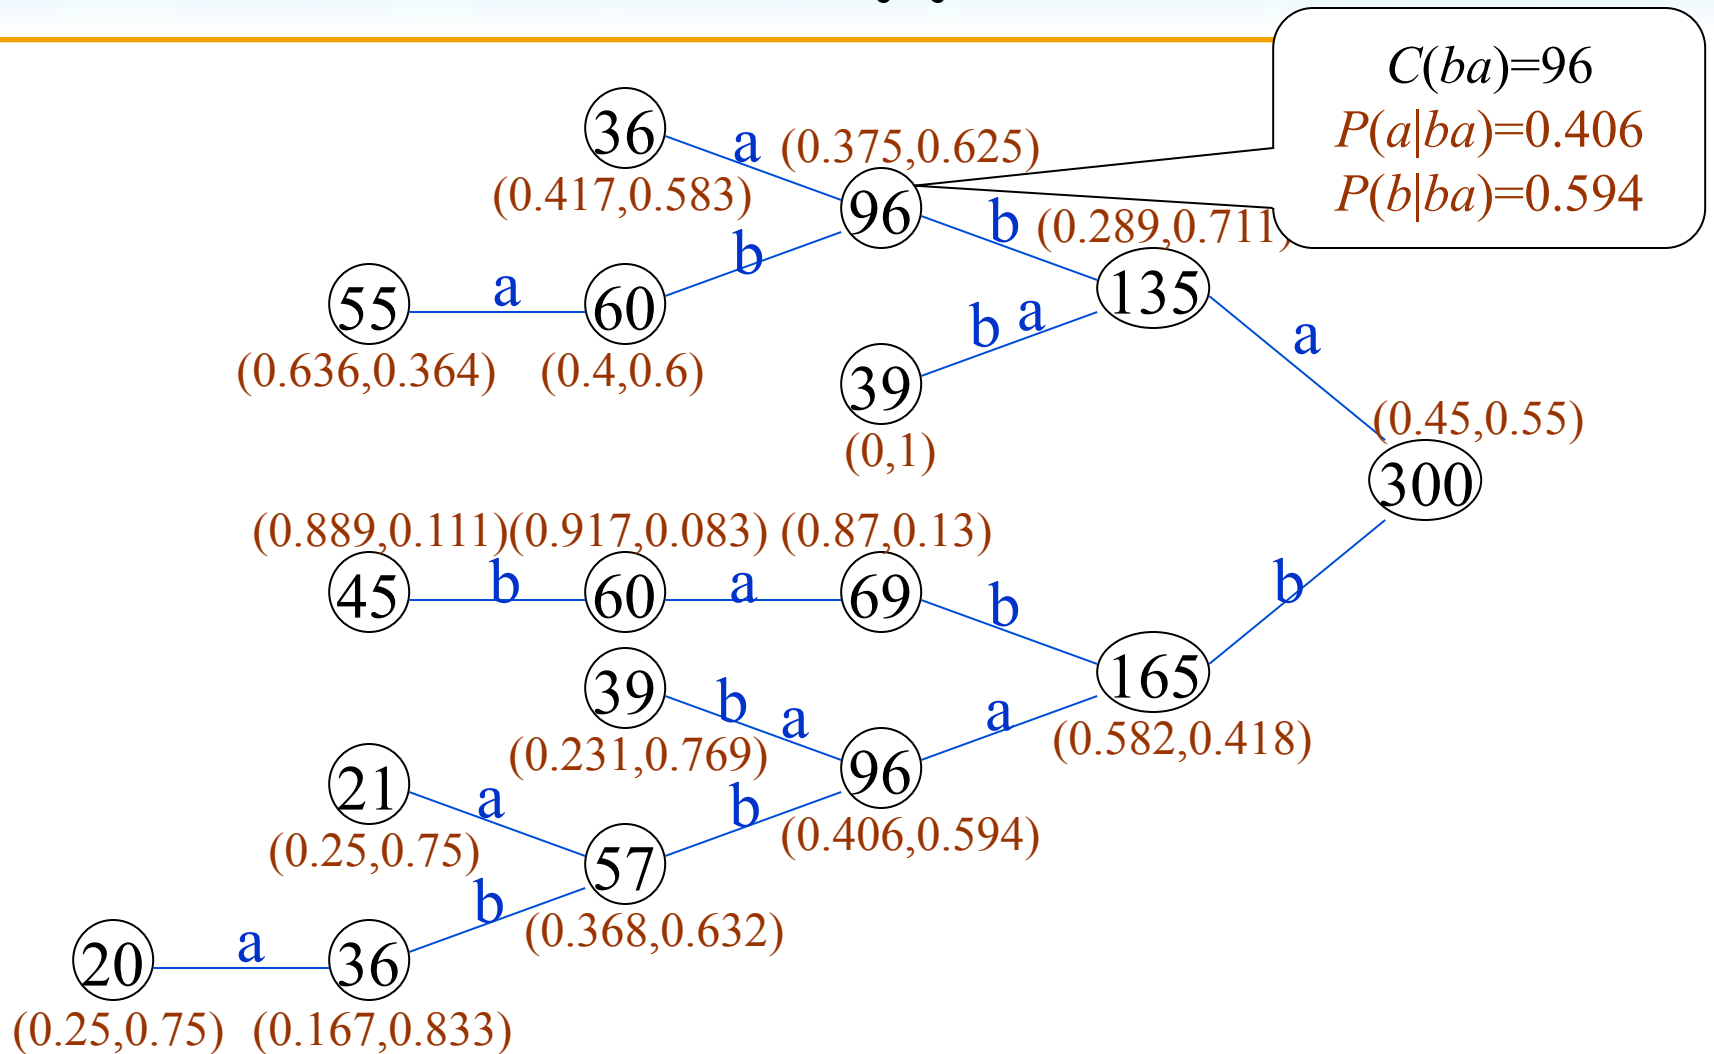 C(ba)=96
P(a|ba)=0.406
P(b|ba)=0.594
36
a
(0.375,0.625)
(0.417,0.583)
96
b
(0.289,0.711)
b
55
a
60
135
b a
a
(0.636,0.364)
(0.4,0.6)
39
(0,1)
(0.45,0.55)
300
(0.889,0.111)
(0.917,0.083)
(0.87,0.13)
45
b
60
a
69
b
b
39
b a
a
165
(0.231,0.769)
96
(0.582,0.418)
21
a
b
(0.25,0.75)
57
(0.406,0.594)
b
(0.368,0.632)
20
a
36
(0.25,0.75)
(0.167,0.833)